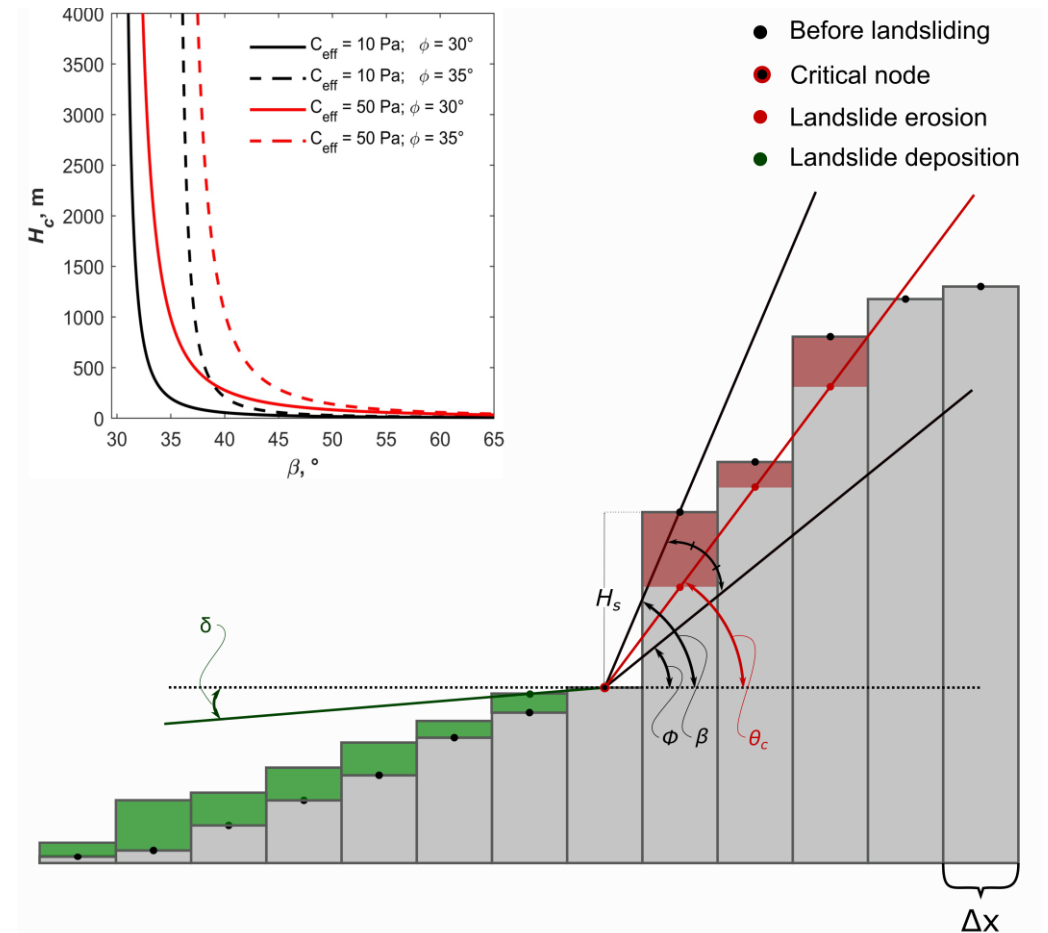 4000
3500
3000
2500
2000
1500
1000
500
0
H_c, m
30 35 40 45 50 55 60 65
β, °
C_eff = 10 Pa; ϕ = 30°
C_eff = 10 Pa; ϕ = 35°
C_eff = 50 Pa; ϕ = 30°
C_eff = 50 Pa; ϕ = 35°
Before landsliding
Critical node
Landslide erosion
Landslide deposition
H_s
δ
Φ β θ_c
Δx